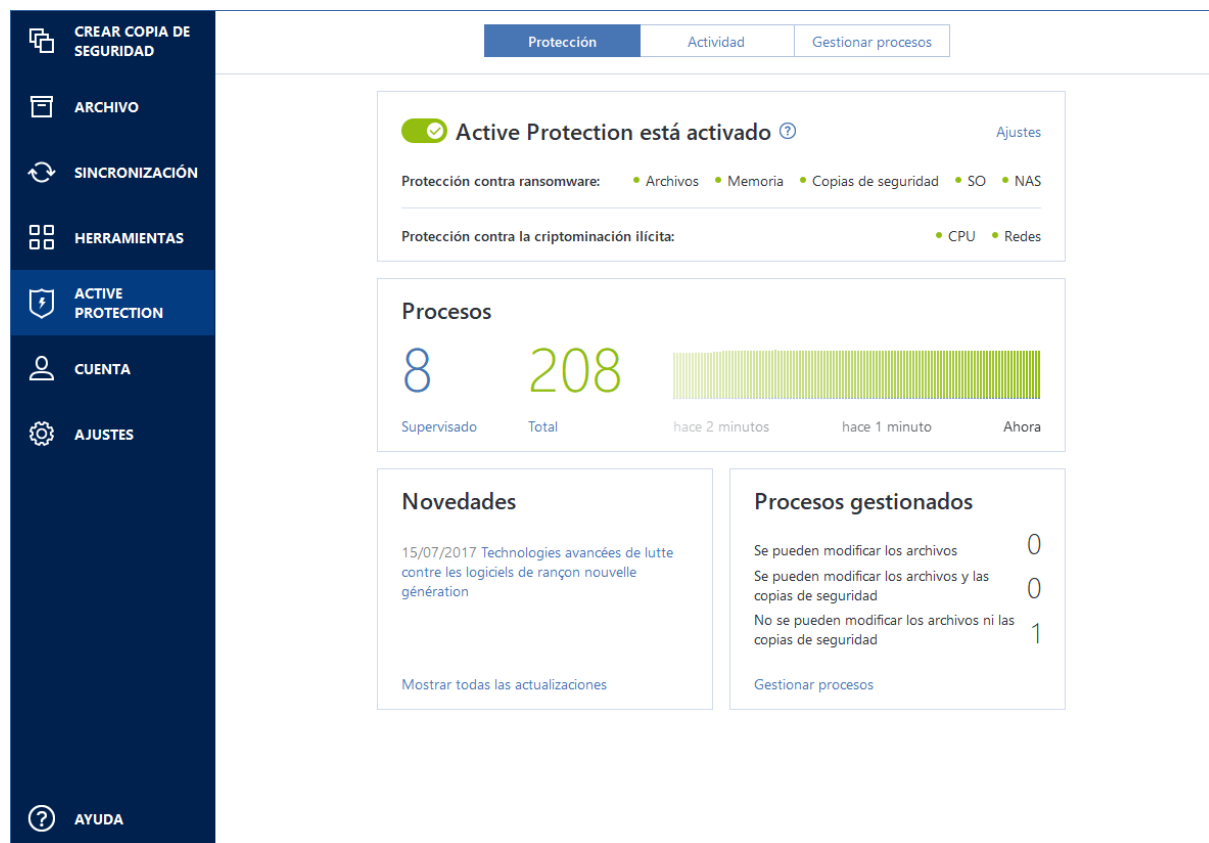 CREAR COPIA DE
SEGURIDAD
ARCHIVO
SINCRONIZACIÓN
HERRAMIENTAS
ACTIVE
PROTECTION
CUENTA
AJUSTES
AYUDA
Protección Actividad Gestionar procesos
Active Protection está activado ? Ajustes
Protección contra ransomware: • Archivos • Memoria • Copias de seguridad • SO • NAS
Protección contra la criptominación ilícita: • CPU • Redes
Procesos
8 208
Supervisado Total hace 2 minutos hace 1 minuto Ahora
Novedades
15/07/2017 Technologies avancées de lutte
contre les logiciels de rançon nouvelle
génération
Mostrar todas las actualizaciones
Procesos gestionados
Se pueden modificar los archivos 0
Se pueden modificar los archivos y las
copias de seguridad 0
No se pueden modificar los archivos ni las
copias de seguridad 1
Gestionar procesos